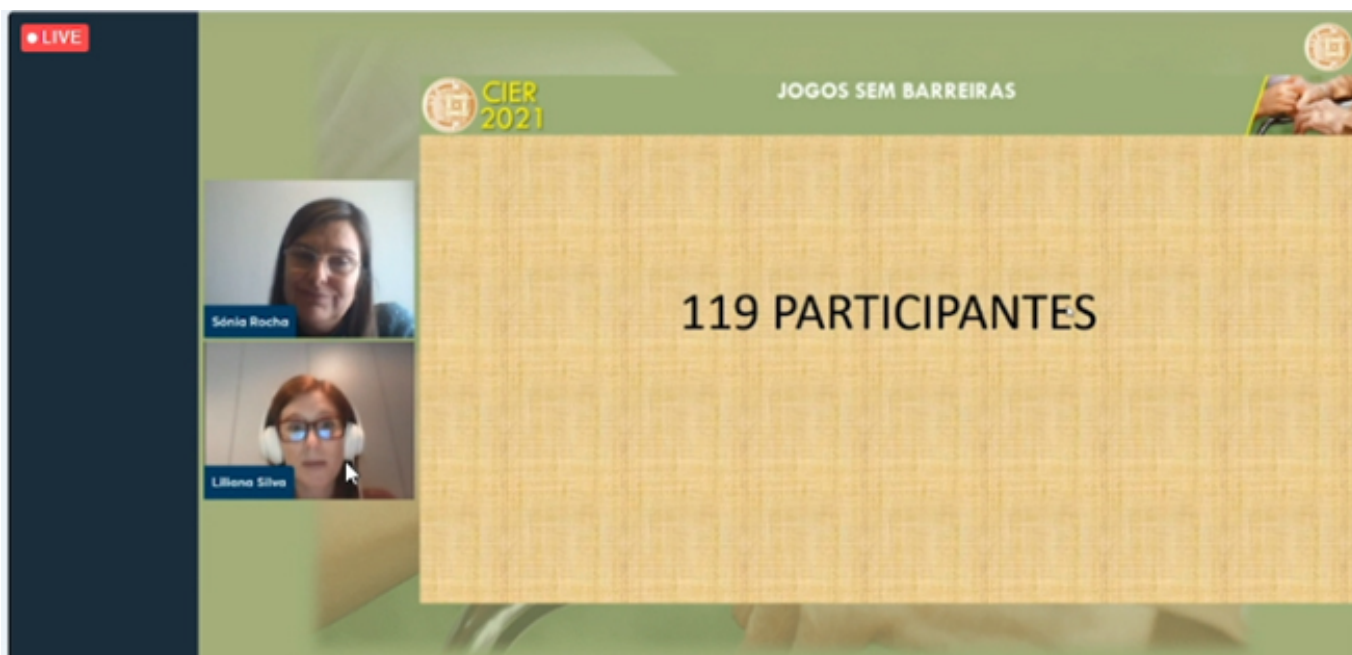 LIVE
CIER
2021
JOGOS SEM BARREIRAS
Sónia Rocha
Liliana Silva
119 PARTICIPANTES